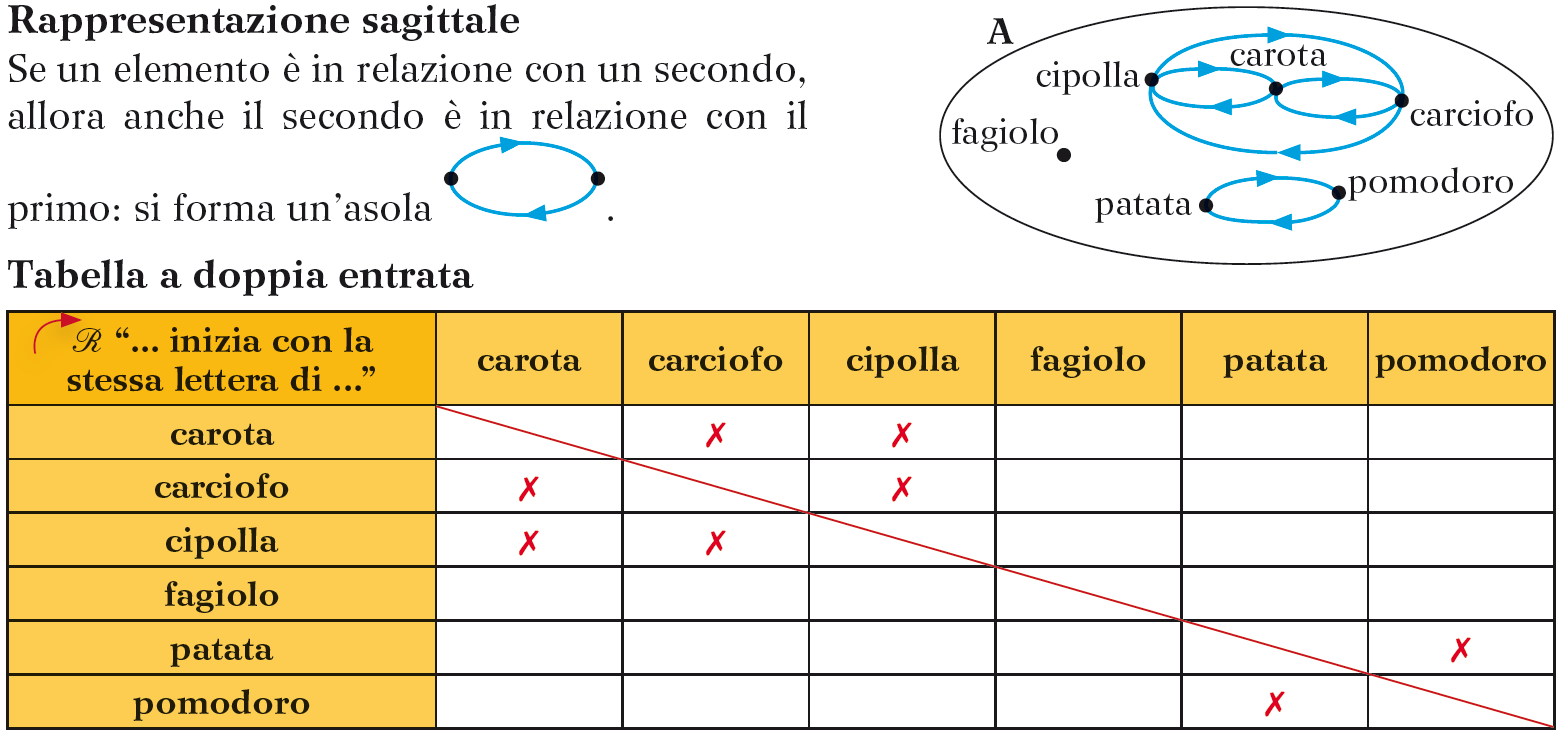 Rappresentazione sagittale
Se un elemento è in relazione con un secondo,
allora anche il secondo è in relazione con il
primo: si forma un'asola .
A
carota
cipolla
carciofo
fagiolo
pomodoro
patata
Tabella a doppia entrata
ℛ “... inizia con la
stessa lettera di ...”
carota carciofo cipolla fagiolo patata pomodoro
carota ✗ ✗
carciofo ✗ ✗
cipolla ✗ ✗
fagiolo
patata ✗
pomodoro ✗